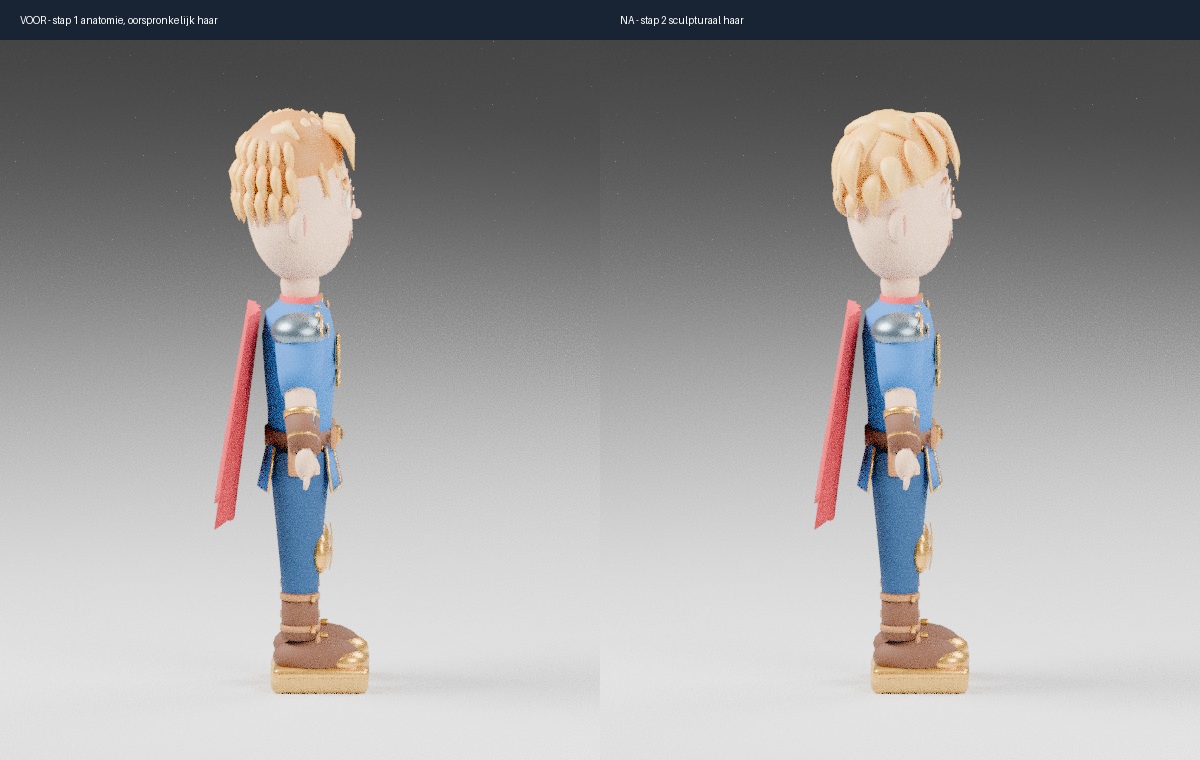 VOOR - stap 1 anatomie, oorspronkelijk haar
NA - stap 2 sculpturaal haar